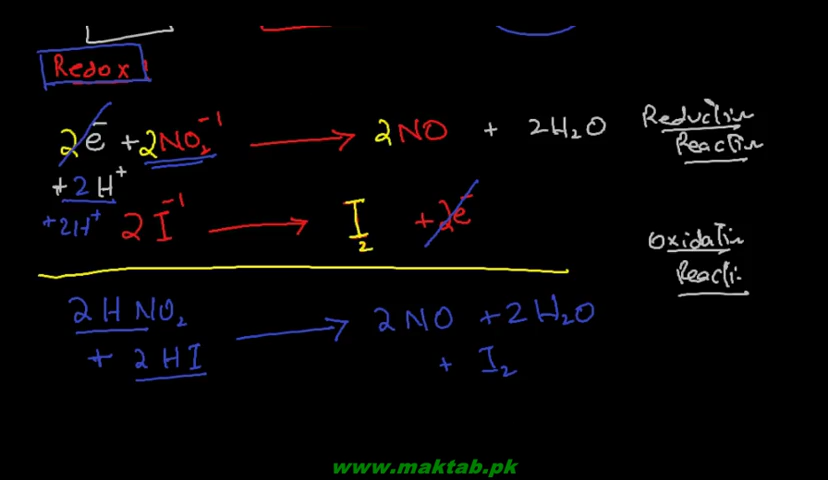 Redox
2e⁻ + 2NO₂⁻¹ ⟶ 2NO + 2H₂O Reduction
+ 2H⁺ Reaction
+2H⁺ 2I⁻¹ ⟶ I₂ + 2e⁻ Oxidation
Reacti
2HNO₂ ⟶ 2NO + 2H₂O
+ 2HI + I₂
www.maktab.pk